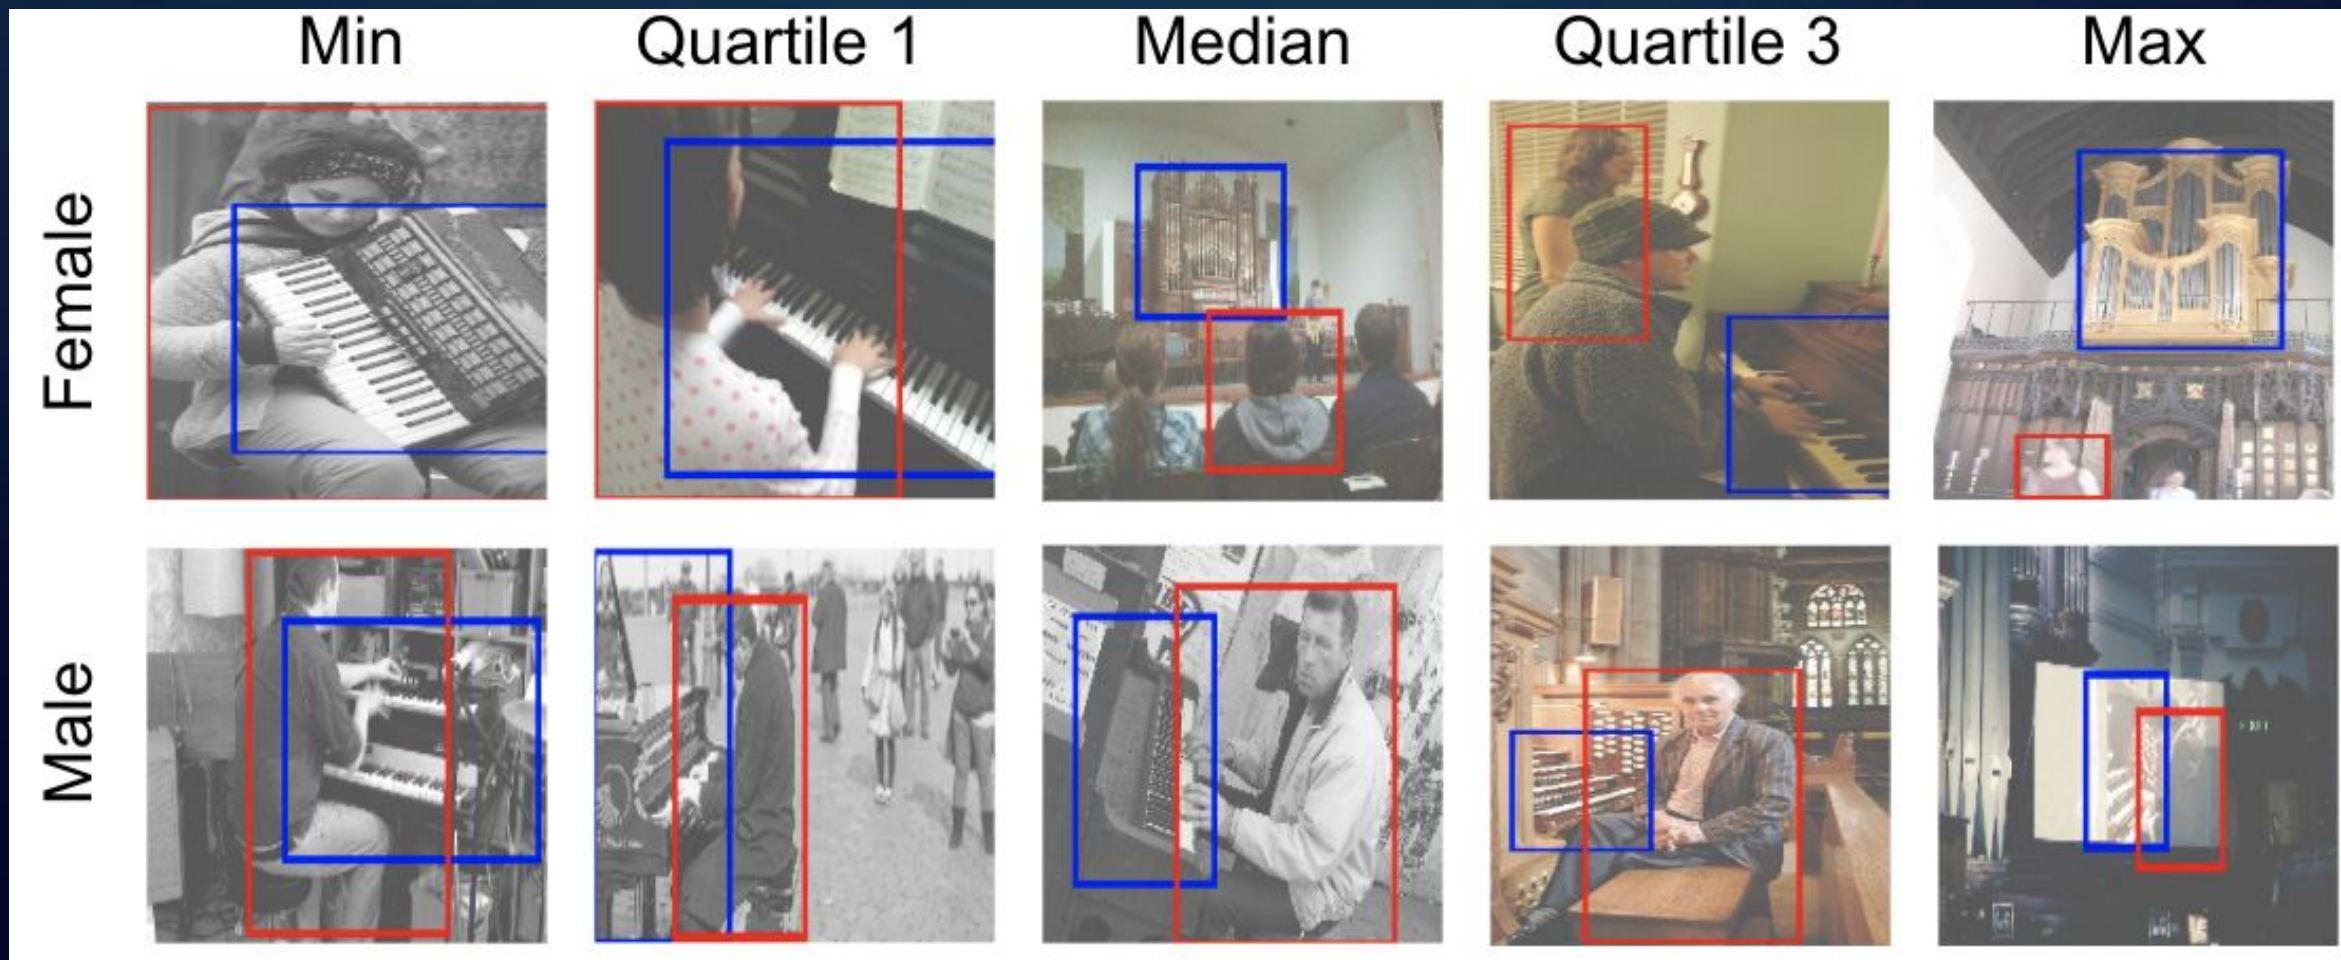 Min Quartile 1 Median Quartile 3 Max
Female
Male